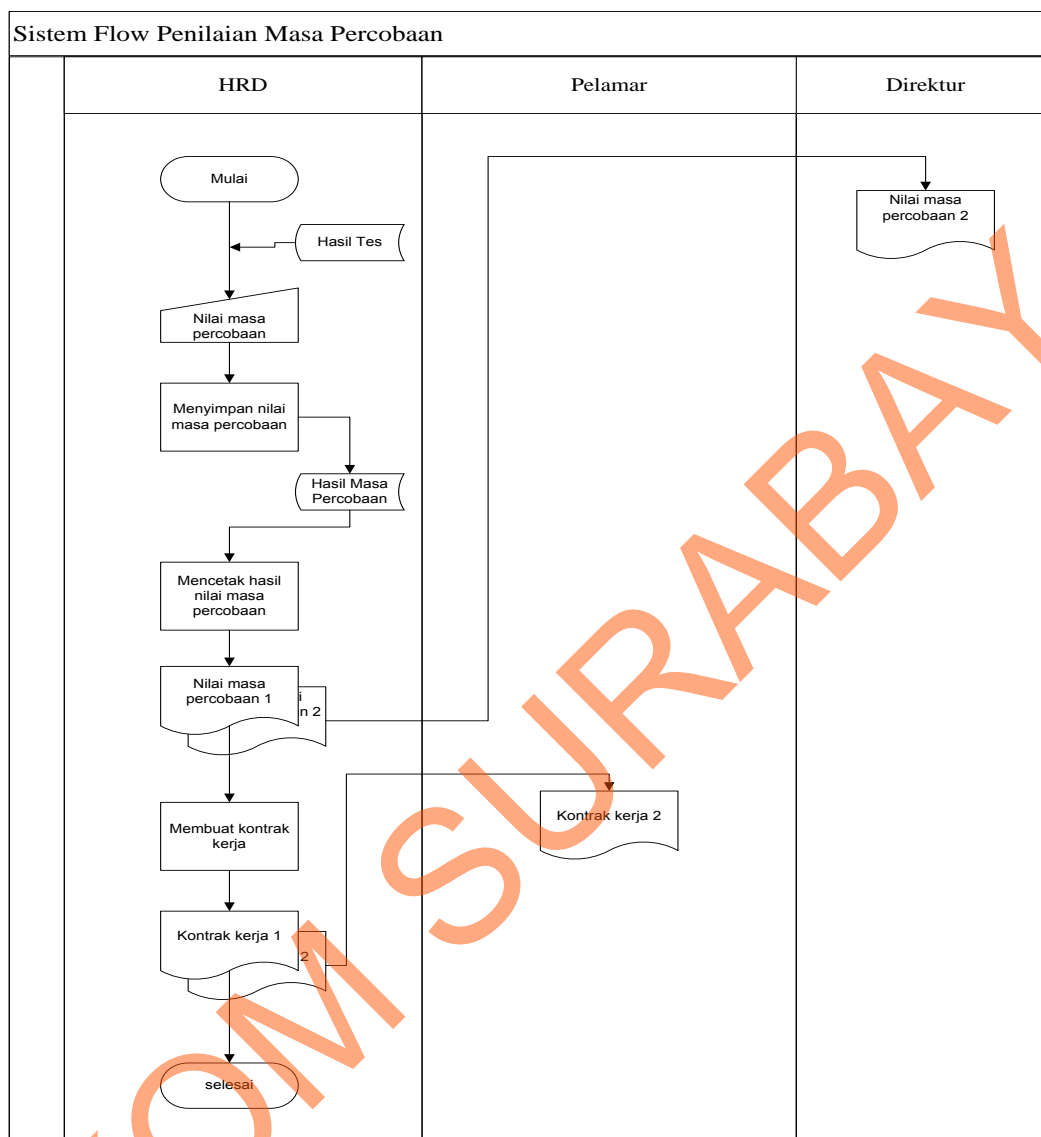 Sistem Flow Penilaian Masa Percobaan
HRD
Pelamar
Direktur
Mulai
Nilai masa
percobaan 2
Hasil Tes
Nilai masa
percobaan
Menyimpan nilai
masa percobaan
Hasil Masa
Percobaan
Mencetak hasil
nilai masa
percobaan
Nilai masa
percobaan 1
i
n 2
Membuat kontrak
kerja
Kontrak kerja 2
Kontrak kerja 1
2
selesai
OM SURABAY